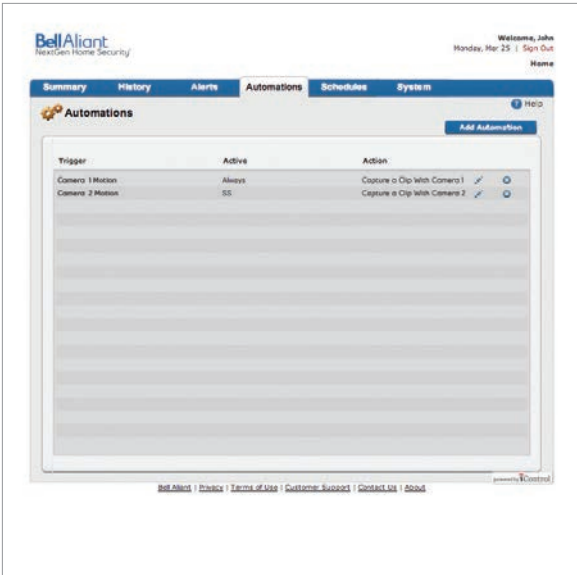 BellAliant
NextGen Home Security
Welcome, John
Monday, Mar 25 | Sign Out
Home
Summary History Alerts Automations Schedules System
? Help
Automations
Add Automation
Trigger Active Action
Camera 1 Motion Always Capture a Clip With Camera 1
Camera 2 Motion SS Capture a Clip With Camera 2
powered by iControl
Bell Aliant | Privacy | Terms of Use | Customer Support | Contact Us | About